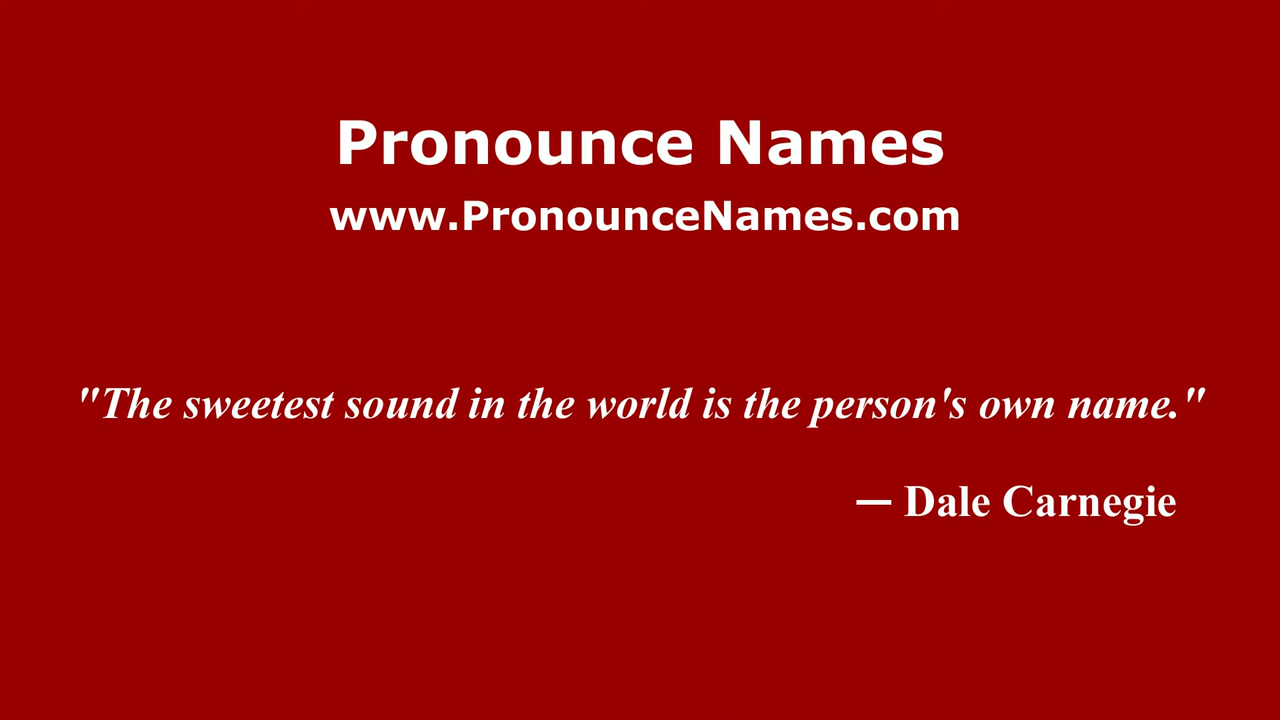 Pronounce Names
www.PronounceNames.com
"The sweetest sound in the world is the person's own name."
— Dale Carnegie